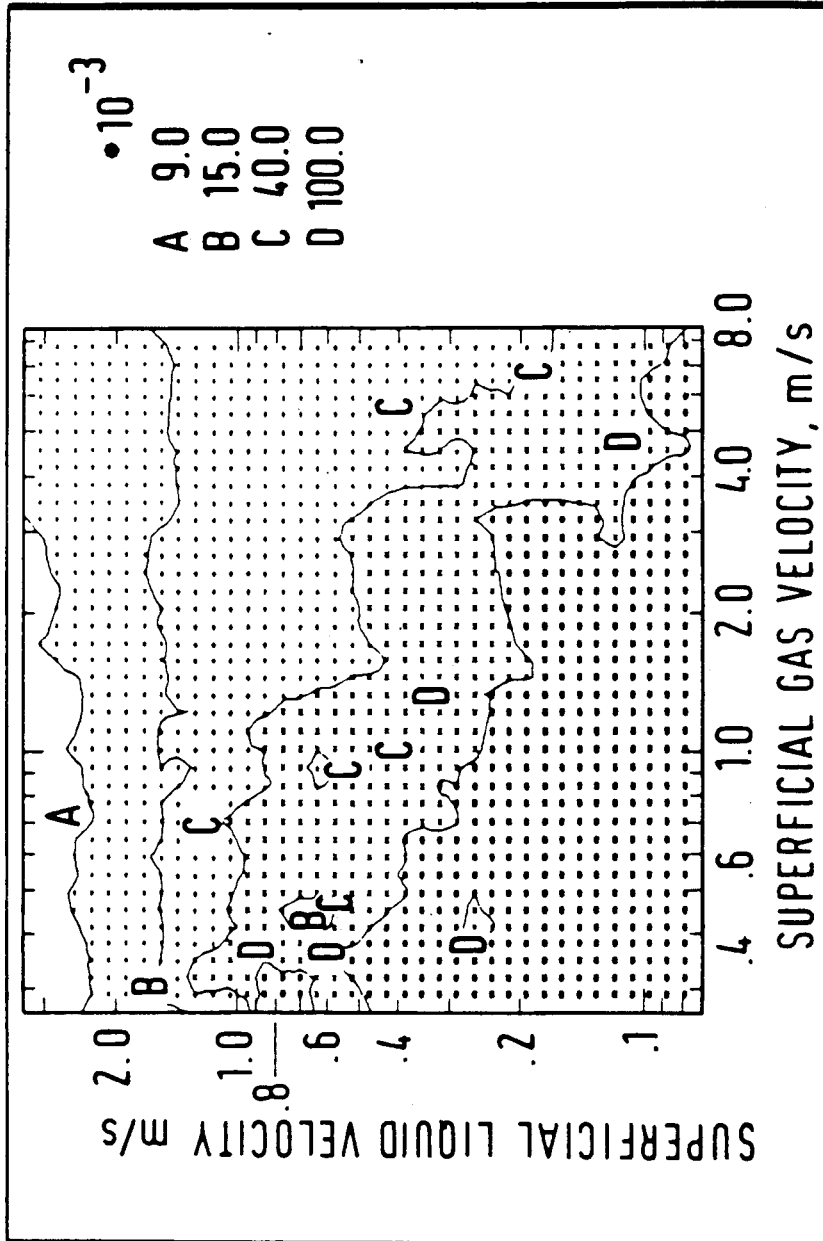 •10⁻³
A 9.0
B 15.0
C 40.0
D 100.0
SUPERFICIAL LIQUID VELOCITY m/s
2.0
1.0
.8
.6
.4
.2
.1
A
B
C
D
B
C
D
C
C
D
D
C
C
D
.4
.6
1.0
2.0
4.0
8.0
SUPERFICIAL GAS VELOCITY, m/s